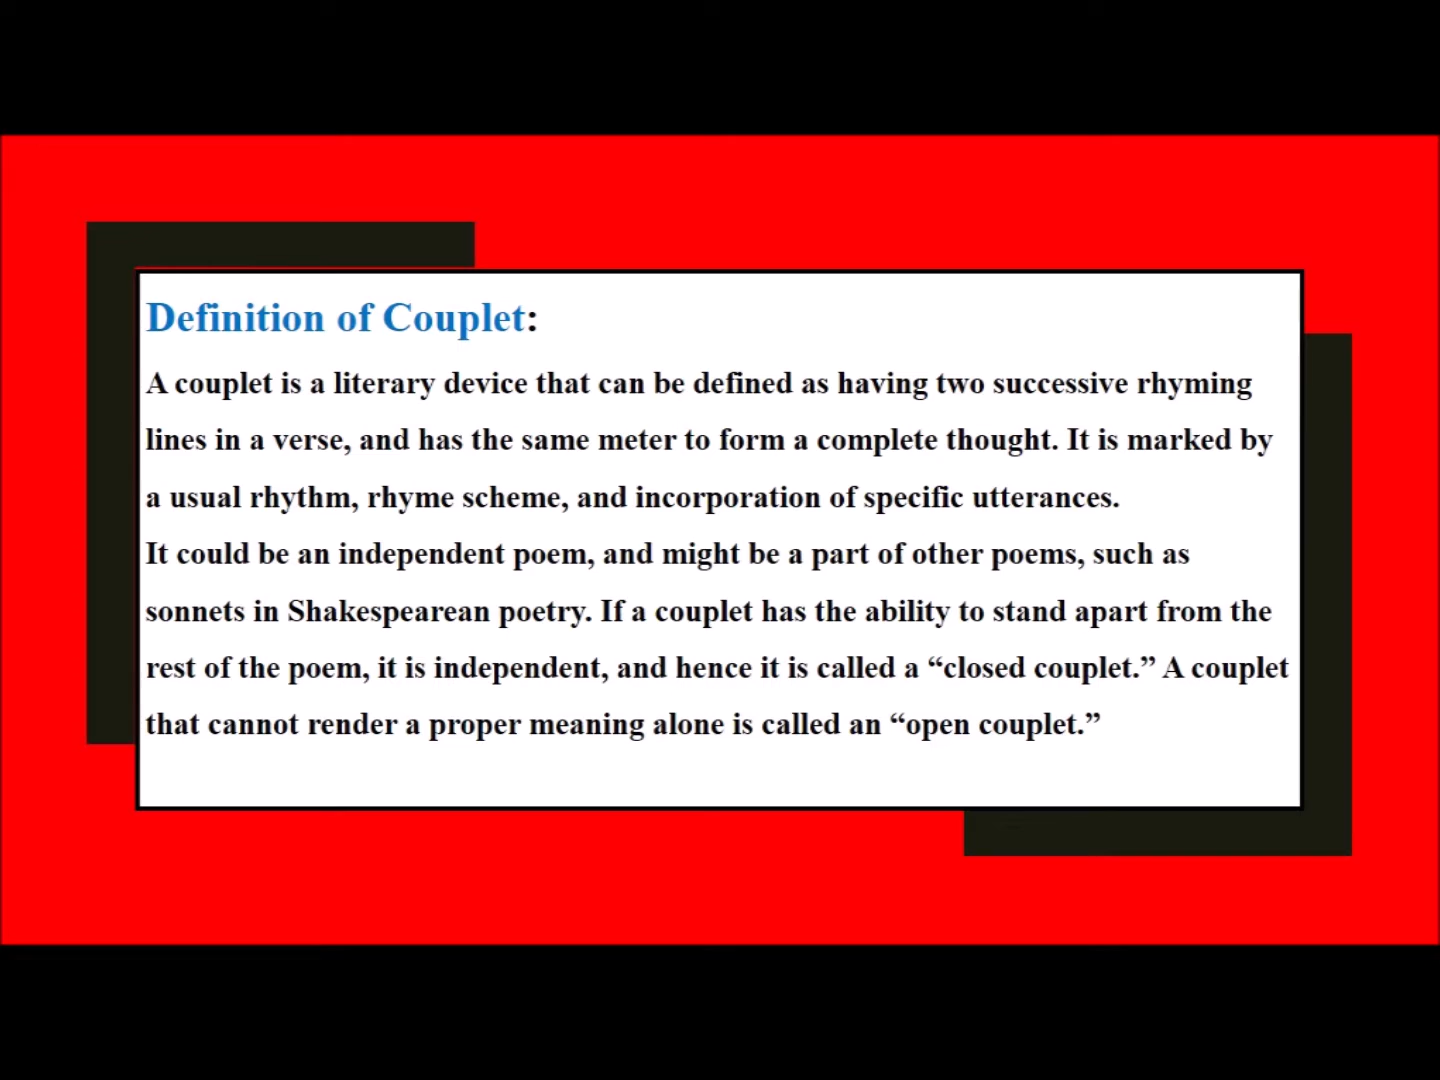 Definition of Couplet:
A couplet is a literary device that can be defined as having two successive rhyming
lines in a verse, and has the same meter to form a complete thought. It is marked by
a usual rhythm, rhyme scheme, and incorporation of specific utterances.
It could be an independent poem, and might be a part of other poems, such as
sonnets in Shakespearean poetry. If a couplet has the ability to stand apart from the
rest of the poem, it is independent, and hence it is called a “closed couplet.” A couplet
that cannot render a proper meaning alone is called an “open couplet.”